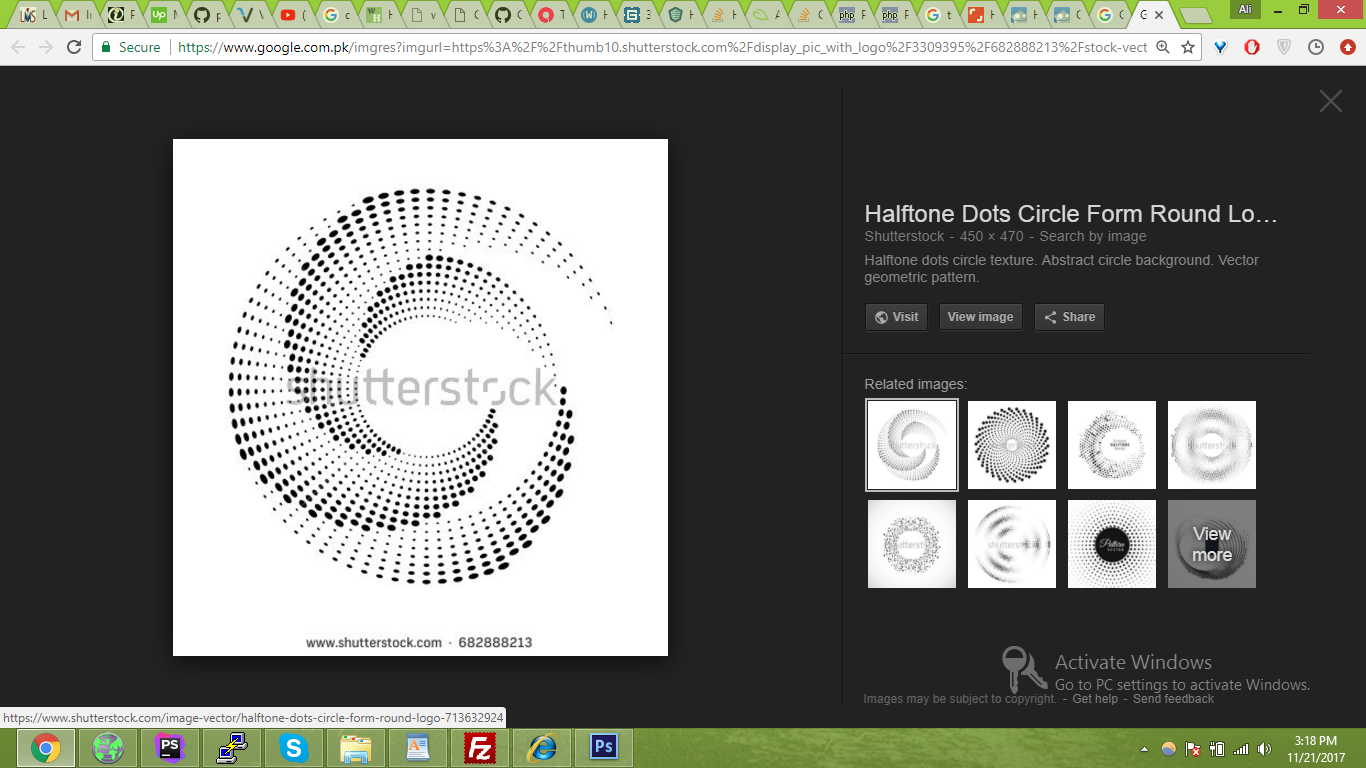 Ali
Secure
https://www.google.com.pk/imgres?imgurl=https%3A%2F%2Fthumb10.shutterstock.com%2Fdisplay_pic_with_logo%2F3309395%2F682888213%2Fstock-vect
shutterstock
www.shutterstock.com · 682888213
Halftone Dots Circle Form Round Lo…
Shutterstock - 450 × 470 - Search by image
Halftone dots circle texture. Abstract circle background. Vector
geometric pattern.
Visit View image Share
Related images:
View
more
Activate Windows
Go to PC settings to activate Windows.
Images may be subject to copyright. - Get help - Send feedback
https://www.shutterstock.com/image-vector/halftone-dots-circle-form-round-logo-713632924
PS
S
Fz
Ps
3:18 PM
11/21/2017